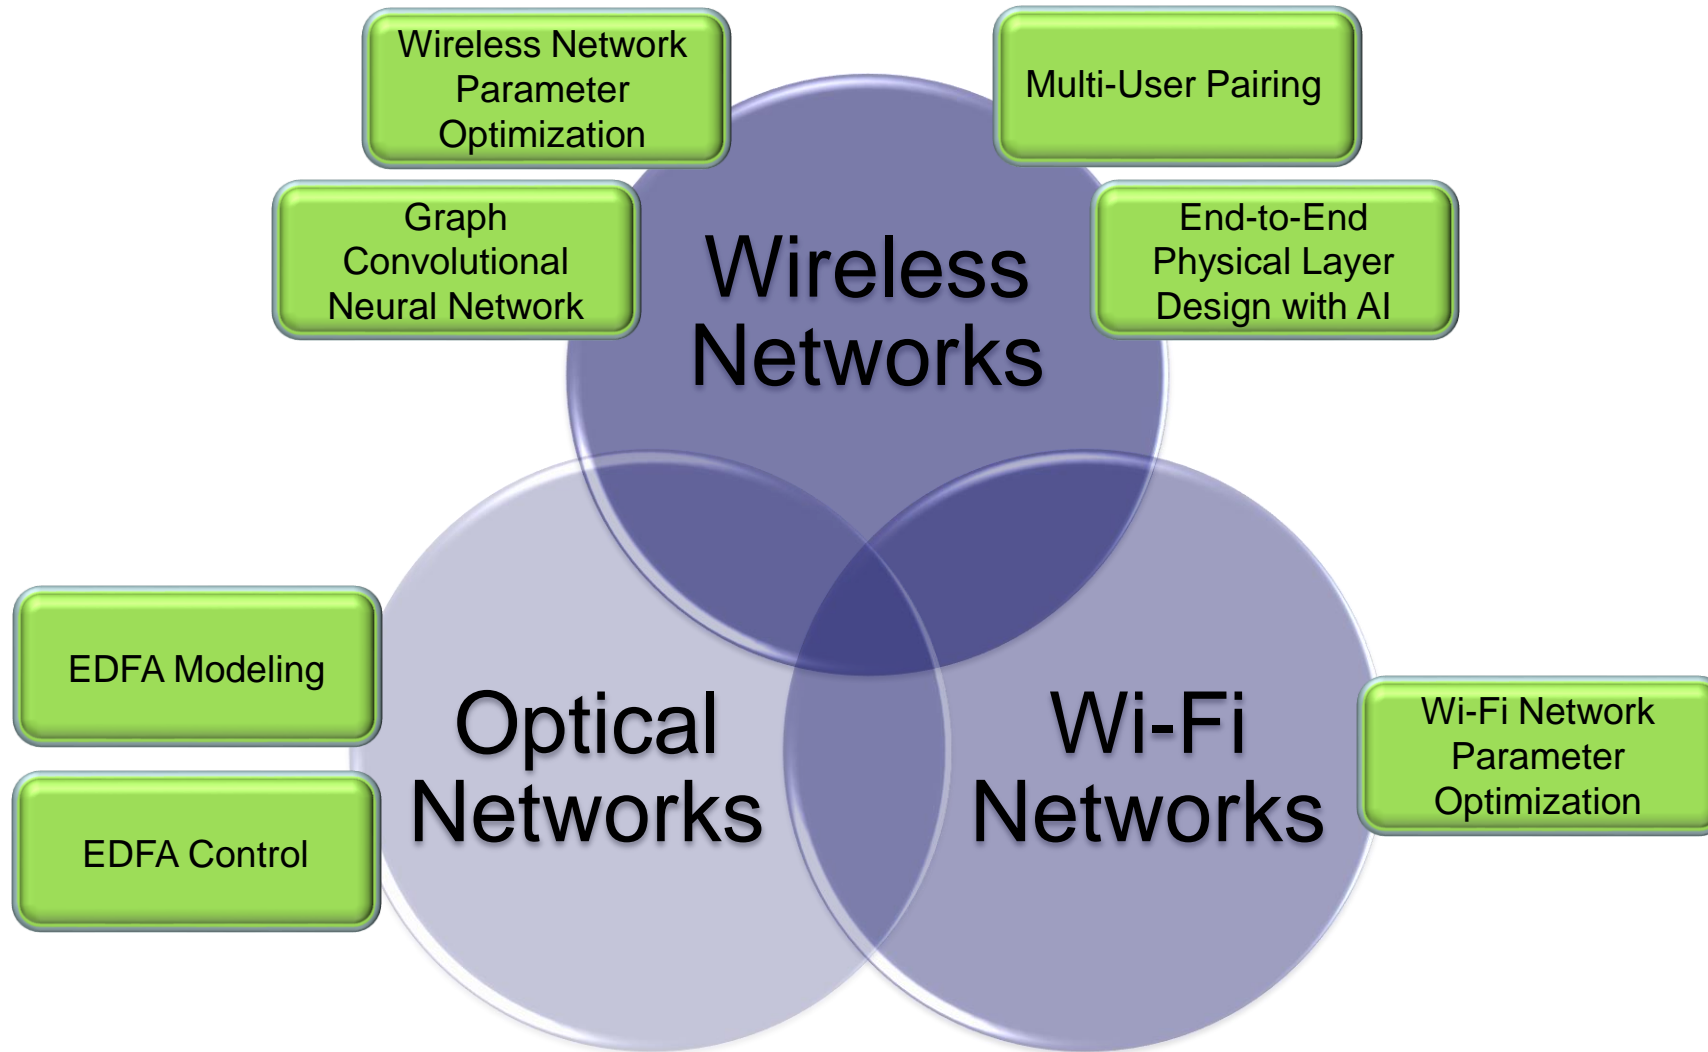 Wireless Network
Parameter
Optimization
Multi-User Pairing
Graph
Convolutional
Neural Network
End-to-End
Physical Layer
Design with AI
Wireless
Networks
EDFA Modeling
EDFA Control
Optical
Networks
Wi-Fi
Networks
Wi-Fi Network
Parameter
Optimization